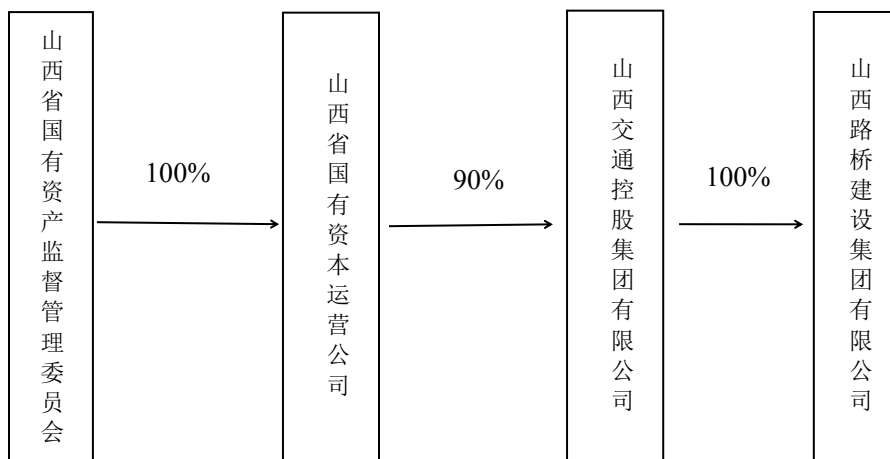 山西省国有资产监督管理委员会
100%
山西省国有资本运营公司
90%
山西交通控股集团有限公司
100%
山西路桥建设集团有限公司